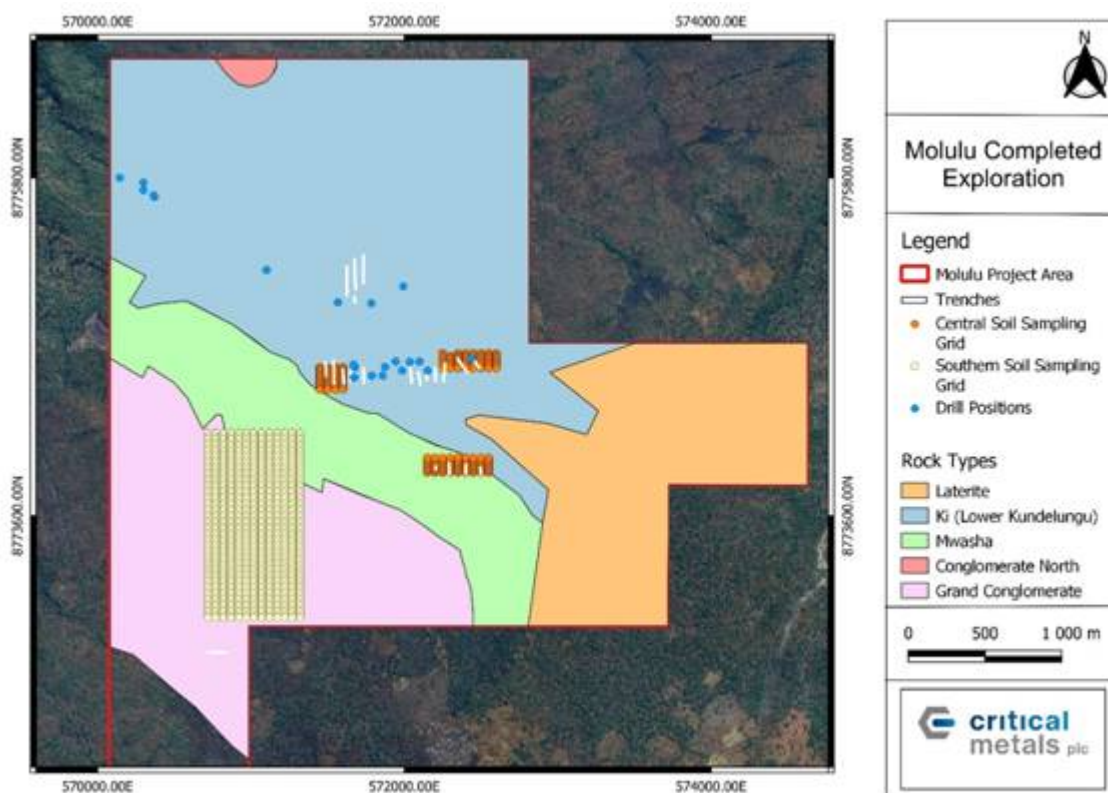 570000.00E 572000.00E 574000.00E
8775800.00N 8775800.00N
8773600.00N 8773600.00N
570000.00E 572000.00E 574000.00E
N
Molulu Completed
Exploration
Legend
Molulu Project Area
Trenches
Central Soil Sampling
Grid
Southern Soil Sampling
Grid
Drill Positions
Rock Types
Laterite
Ki (Lower Kundelungu)
Mwasha
Conglomerate North
Grand Conglomerate
0 500 1 000 m
critical
metals plc